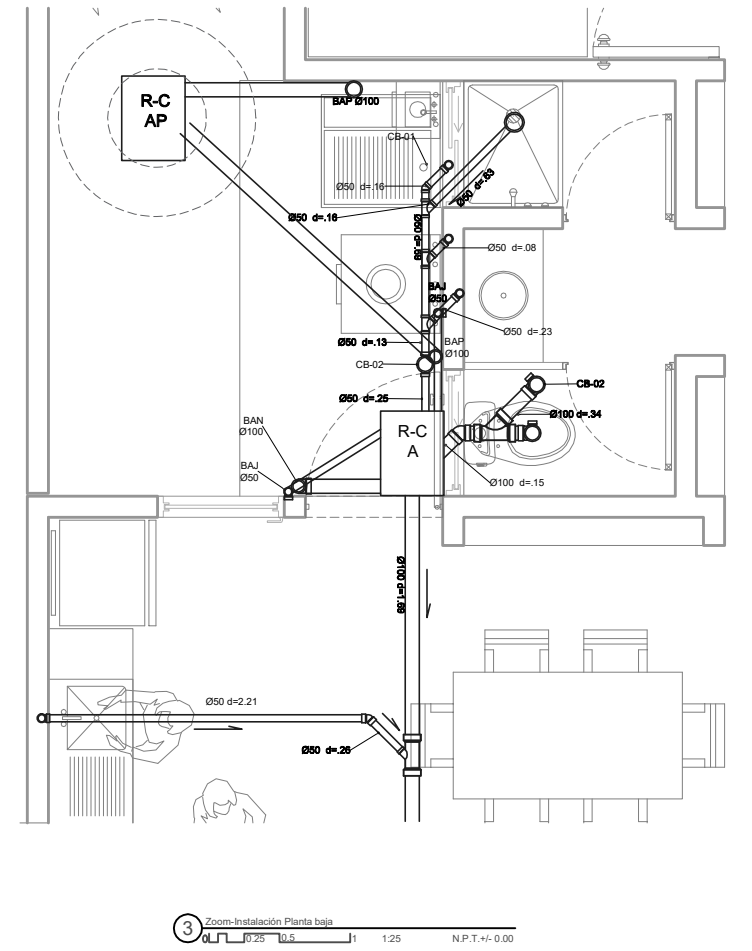 R-C
AP
BAP Ø100
CB-01
Ø50 d=.16
Ø50 d=.53
Ø50 d=.16
Ø50 d=.69
Ø50 d=.08
BAJ
Ø50
Ø50 d=.23
Ø50 d=.13
BAP
Ø100
CB-02
CB-02
Ø50 d=.25
Ø100 d=.34
BAN
Ø100
R-C
A
BAJ
Ø50
Ø100 d=.15
Ø100 d=1.69
Ø50 d=2.21
Ø50 d=.26
3
Zoom-Instalación Planta baja
0 0.25 0.5 1 1:25 N.P.T.+/- 0.00